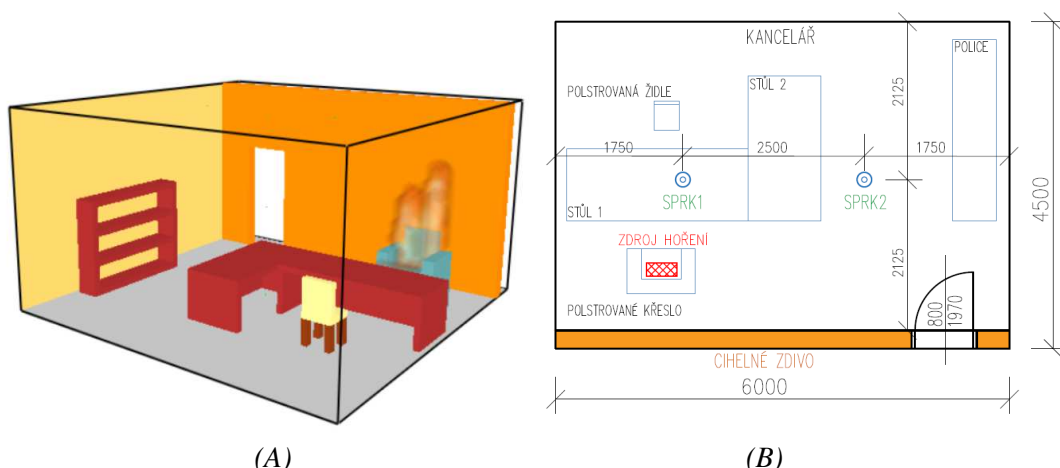 KANCELÁŘ
POLICE
2125
POLSTROVANÁ ŽIDLE
STŮL 2
1750
2500
1750
4500
STŮL 1
SPRK1
SPRK2
ZDROJ HOŘENÍ
2125
POLSTROVANÉ KŘESLO
800
1970
CIHELNÉ ZDIVO
6000
(A)
(B)